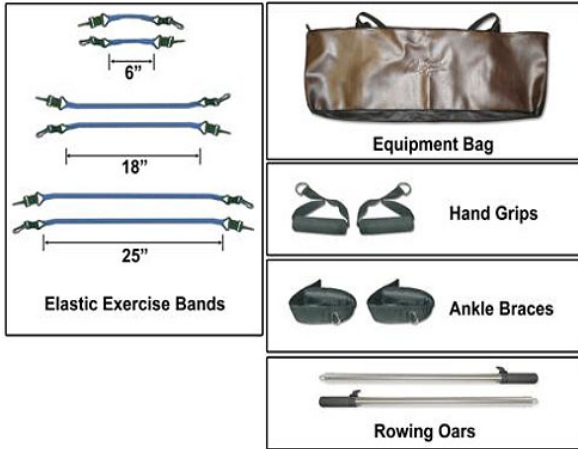 6”
18”
25”
Elastic Exercise Bands
Equipment Bag
Hand Grips
Ankle Braces
Rowing Oars